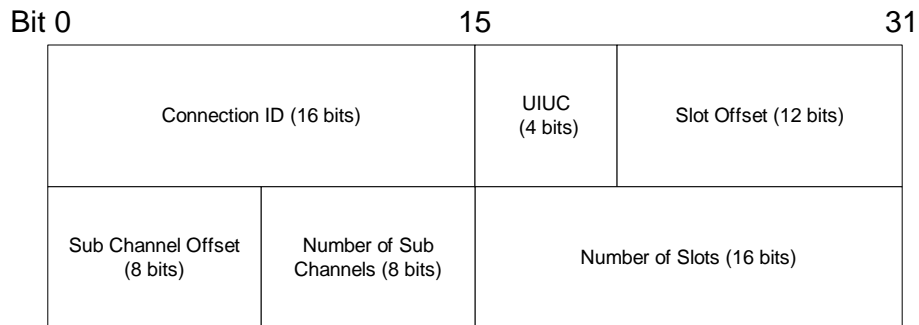 Bit 0 15 31
Connection ID (16 bits)
UIUC
(4 bits)
Slot Offset (12 bits)
Sub Channel Offset
(8 bits)
Number of Sub
Channels (8 bits)
Number of Slots (16 bits)